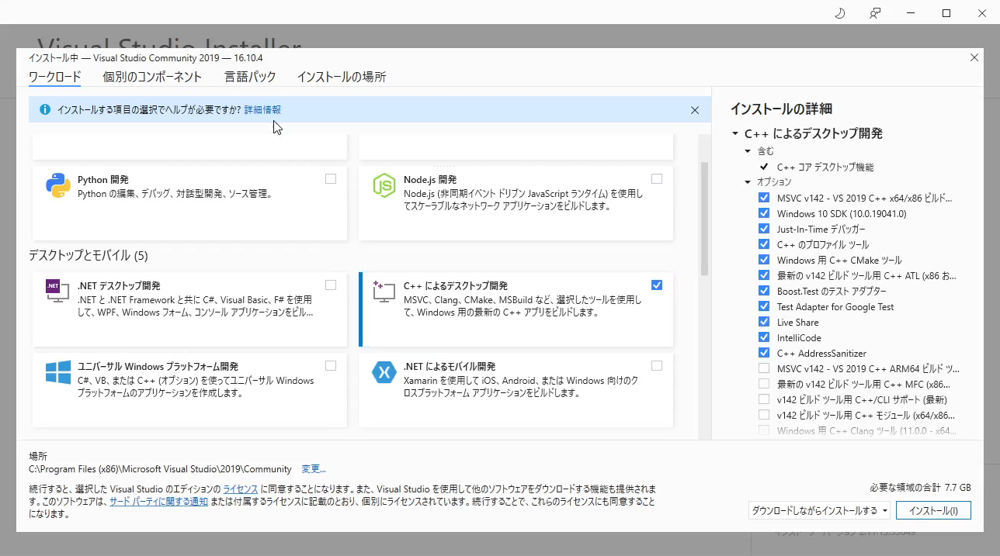 Visual Studio Installer
インストール中 — Visual Studio Community 2019 — 16.10.4
ワークロード 個別のコンポーネント 言語パック インストールの場所
インストールする項目の選択でヘルプが必要ですか? 詳細情報
Python 開発
Python の編集、デバッグ、対話型開発、ソース管理。
Node.js 開発
Node.js (非同期イベント ドリブン JavaScript ランタイム) を使用し
てスケーラブルなネットワーク アプリケーションをビルドします。
デスクトップとモバイル (5)
.NET デスクトップ開発
.NET と .NET Framework と共に C#、Visual Basic、F# を使用
して、WPF、Windows フォーム、コンソール アプリケーションをビル...
C++ によるデスクトップ開発
MSVC、Clang、CMake、MSBuild など、選択したツールを使用し
て、Windows 用の最新の C++ アプリをビルドします。
ユニバーサル Windows プラットフォーム開発
C#、VB、または C++ (オプション) を使ってユニバーサル Windows
プラットフォームのアプリケーションを作成します。
.NET によるモバイル開発
Xamarin を使用して iOS、Android、または Windows 向けのク
ロスプラットフォーム アプリケーションをビルドします。
インストールの詳細
C++ によるデスクトップ開発
含む
C++ コア デスクトップ機能
オプション
MSVC v142 - VS 2019 C++ x64/x86 ビルド...
Windows 10 SDK (10.0.19041.0)
Just-In-Time デバッガー
C++ のプロファイル ツール
Windows 用 C++ CMake ツール
最新の v142 ビルド ツール用 C++ ATL (x86 お...
Boost.Test のテスト アダプター
Test Adapter for Google Test
Live Share
IntelliCode
C++ AddressSanitizer
MSVC v142 - VS 2019 C++ ARM64 ビルド ツ...
最新の v142 ビルド ツール用 C++ MFC (x86...
v142 ビルド ツール用 C++/CLI サポート (最新)
v142 ビルド ツール用 C++ モジュール (x64/x86...
Windows 用 C++ Clang ツール (11.0.0 - x64...
場所
C:\Program Files (x86)\Microsoft Visual Studio\2019\Community 変更...
続行すると、選択した Visual Studio のエディションの ライセンス に同意することになります。また、Visual Studio を使用して他のソフトウェアをダウンロードする機能も提供されま
す。このソフトウェアは、サード パーティに関する通知 または付属するライセンスに記載のとおり、個別にライセンスされています。続行することで、これらのライセンスにも同意すること
になります。
必要な領域の合計 7.7 GB
ダウンロードしながらインストールする インストール(I)